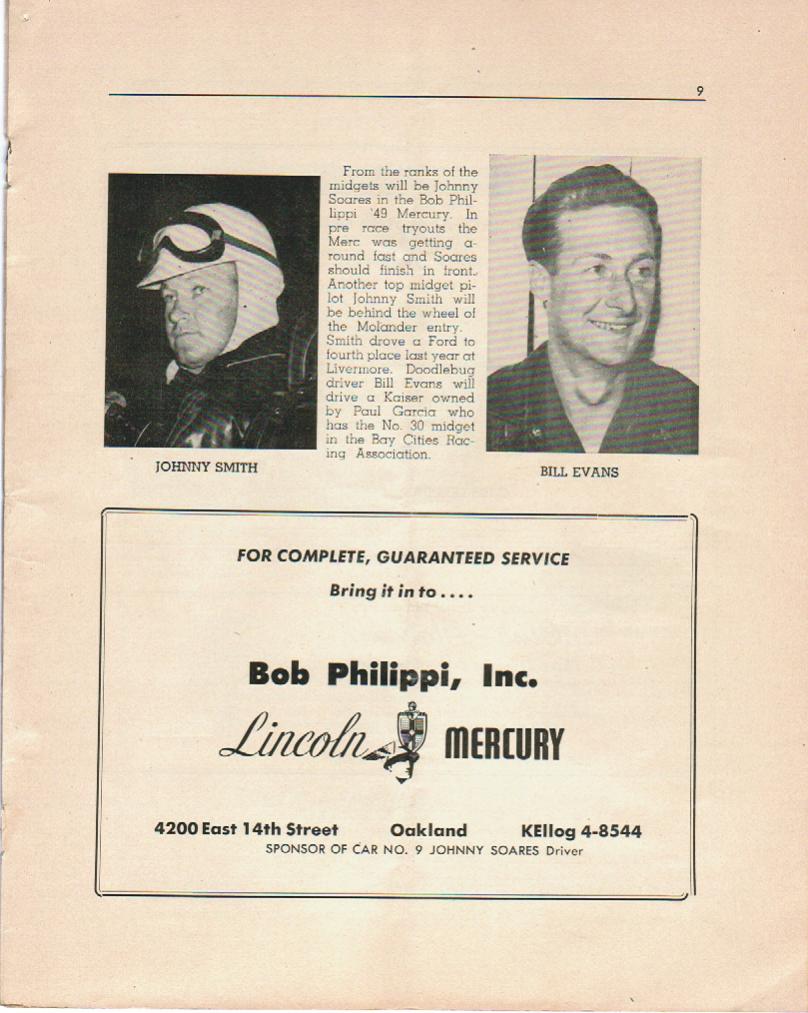 9
From the ranks of the
midgets will be Johnny
Soares in the Bob Phil-
lippi '49 Mercury. In
pre race tryouts the
Merc was getting a-
round fast and Soares
should finish in front.
Another top midget pi-
lot Johnny Smith will
be behind the wheel of
the Molander entry.
Smith drove a Ford to
fourth place last year at
Livermore. Doodlebug
driver Bill Evans will
drive a Kaiser owned
by Paul Garcia who
has the No. 30 midget
in the Bay Cities Rac-
ing Association.
JOHNNY SMITH
BILL EVANS
FOR COMPLETE, GUARANTEED SERVICE
Bring it in to . . . .
Bob Philippi, Inc.
Lincoln MERCURY
4200 East 14th Street Oakland KEllog 4-8544
SPONSOR OF CAR NO. 9 JOHNNY SOARES Driver